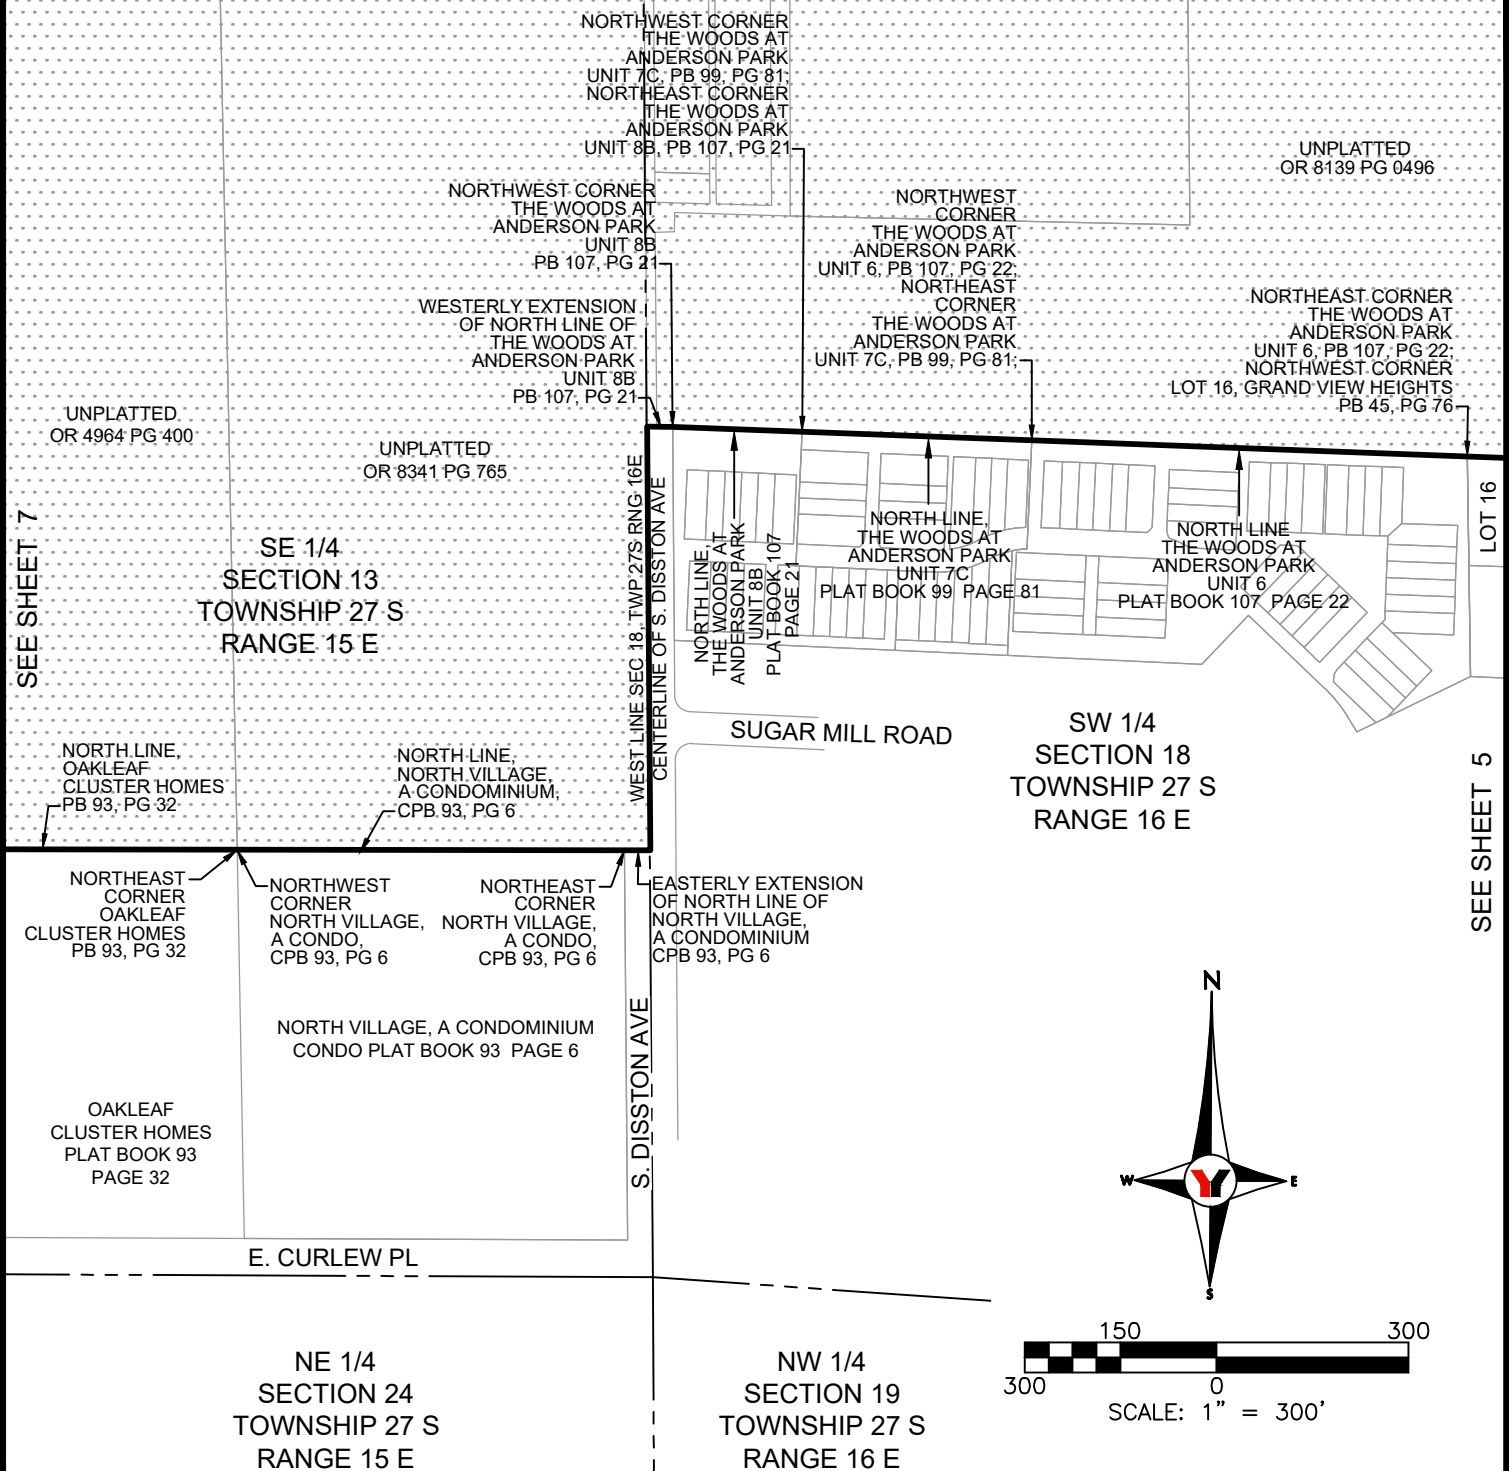 NORTHWEST CORNER
THE WOODS AT
ANDERSON PARK
UNIT 7C, PB 99, PG 81;
NORTHEAST CORNER
THE WOODS AT
ANDERSON PARK
UNIT 8B, PB 107, PG 21
UNPLATTED
OR 8139 PG 0496
NORTHWEST CORNER
THE WOODS AT
ANDERSON PARK
UNIT 8B
PB 107, PG 21
NORTHWEST
CORNER
THE WOODS AT
ANDERSON PARK
UNIT 6, PB 107, PG 22;
NORTHEAST
CORNER
THE WOODS AT
ANDERSON PARK
UNIT 7C, PB 99, PG 81;
WESTERLY EXTENSION
OF NORTH LINE OF
THE WOODS AT
ANDERSON PARK
UNIT 8B
PB 107, PG 21
NORTHEAST CORNER
THE WOODS AT
ANDERSON PARK
UNIT 6, PB 107, PG 22;
NORTHWEST CORNER
LOT 16, GRAND VIEW HEIGHTS
PB 45, PG 76
UNPLATTED
OR 4964 PG 400
UNPLATTED
OR 8341 PG 765
SEE SHEET 7
SE 1/4
SECTION 13
TOWNSHIP 27 S
RANGE 15 E
WEST LINE SEC 18, TWP 27S RNG 16E
CENTERLINE OF S. DISSTON AVE
NORTH LINE,
THE WOODS AT
ANDERSON PARK
UNIT 8B
PLAT BOOK 107
PAGE 21
NORTH LINE,
THE WOODS AT
ANDERSON PARK
UNIT 7C
PLAT BOOK 99 PAGE 81
NORTH LINE
THE WOODS AT
ANDERSON PARK
UNIT 6
PLAT BOOK 107 PAGE 22
LOT 16
SUGAR MILL ROAD
SW 1/4
SECTION 18
TOWNSHIP 27 S
RANGE 16 E
SEE SHEET 5
NORTH LINE,
OAKLEAF
CLUSTER HOMES
PB 93, PG 32
NORTH LINE,
NORTH VILLAGE,
A CONDOMINIUM,
CPB 93, PG 6
NORTHEAST
CORNER
OAKLEAF
CLUSTER HOMES
PB 93, PG 32
NORTHWEST
CORNER
NORTH VILLAGE,
A CONDO,
CPB 93, PG 6
NORTHEAST
CORNER
NORTH VILLAGE,
A CONDO,
CPB 93, PG 6
EASTERLY EXTENSION
OF NORTH LINE OF
NORTH VILLAGE,
A CONDOMINIUM
CPB 93, PG 6
NORTH VILLAGE, A CONDOMINIUM
CONDO PLAT BOOK 93 PAGE 6
S. DISSTON AVE
OAKLEAF
CLUSTER HOMES
PLAT BOOK 93
PAGE 32
E. CURLEW PL
N
W
E
S
150 300
300 0
SCALE: 1" = 300'
NE 1/4
SECTION 24
TOWNSHIP 27 S
RANGE 15 E
NW 1/4
SECTION 19
TOWNSHIP 27 S
RANGE 16 E